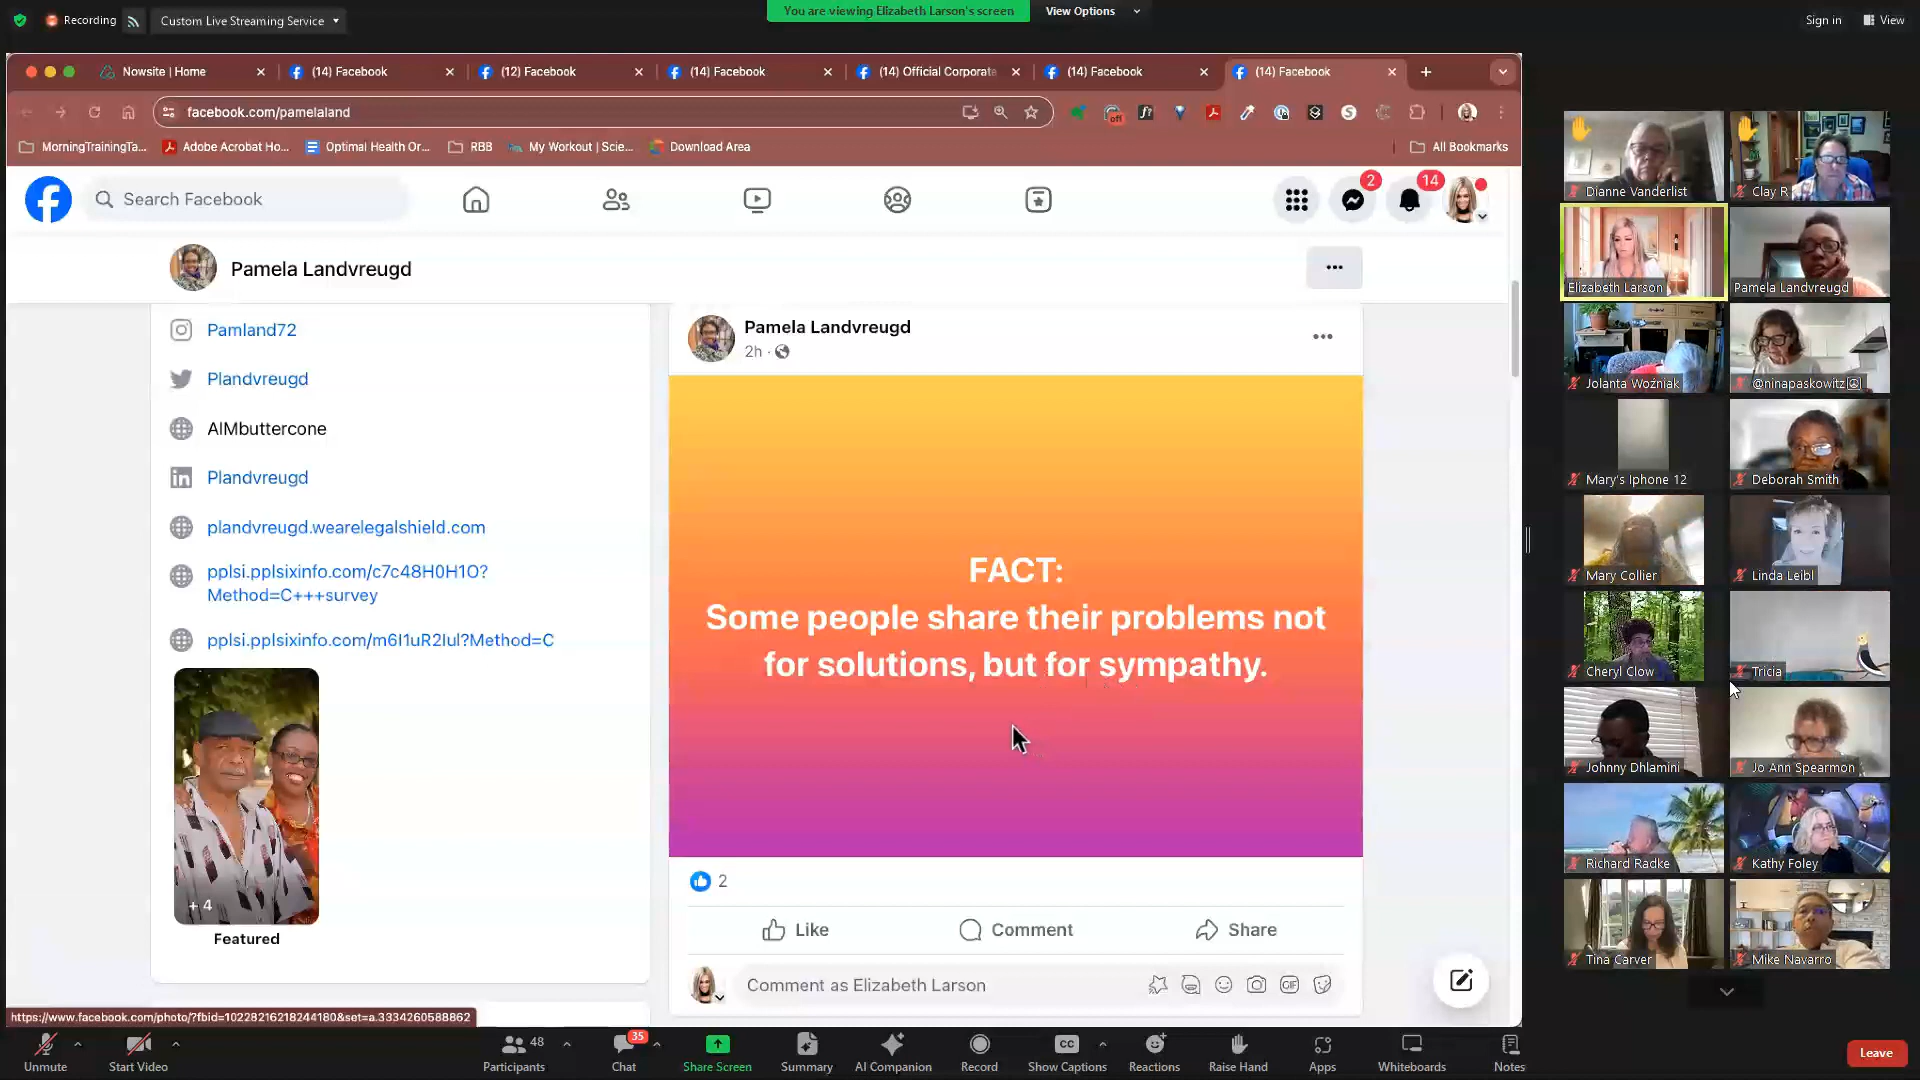 Recording
Custom Live Streaming Service
You are viewing Elizabeth Larson's screen
View Options
Sign in
View
Nowsite | Home
(14) Facebook
(12) Facebook
(14) Facebook
(14) Official Corporate
(14) Facebook
(14) Facebook
facebook.com/pamelaland
off
MorningTrainingTa...
Adobe Acrobat Ho...
Optimal Health Or...
RBB
My Workout | Scie...
Download Area
All Bookmarks
Search Facebook
2
14
Pamela Landvreugd
Pamland72
Plandvreugd
AIMbuttercone
Plandvreugd
plandvreugd.wearelegalshield.com
pplsi.pplsixinfo.com/c7c48H0H1O?
Method=C+++survey
pplsi.pplsixinfo.com/m6I1uR2Iul?Method=C
+ 4
Featured
Pamela Landvreugd
2h ·
FACT:
Some people share their problems not
for solutions, but for sympathy.
2
Like
Comment
Share
Comment as Elizabeth Larson
GIF
https://www.facebook.com/photo/?fbid=10228216218244180&set=a.3334260588862
Dianne Vanderlist
Clay R
Elizabeth Larson
Pamela Landvreugd
Jolanta Woźniak
@ninapaskowitz
Mary's Iphone 12
Deborah Smith
Mary Collier
Linda Leibl
Cheryl Clow
Tricia
Johnny Dhlamini
Jo Ann Spearmon
Richard Radke
Kathy Foley
Tina Carver
Mike Navarro
Unmute
Start Video
Participants
48
Chat
35
Share Screen
Summary
AI Companion
Record
CC
Show Captions
Reactions
Raise Hand
Apps
Whiteboards
Notes
Leave